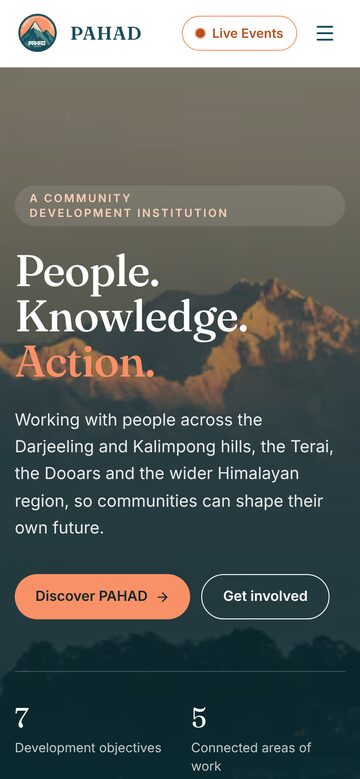 PAHAD
PAHAD
Live Events
A COMMUNITY
DEVELOPMENT INSTITUTION
People.
Knowledge.
Action.
Working with people across the
Darjeeling and Kalimpong hills, the Terai,
the Dooars and the wider Himalayan
region, so communities can shape their
own future.
Discover PAHAD →
Get involved
7
Development objectives
5
Connected areas of
work